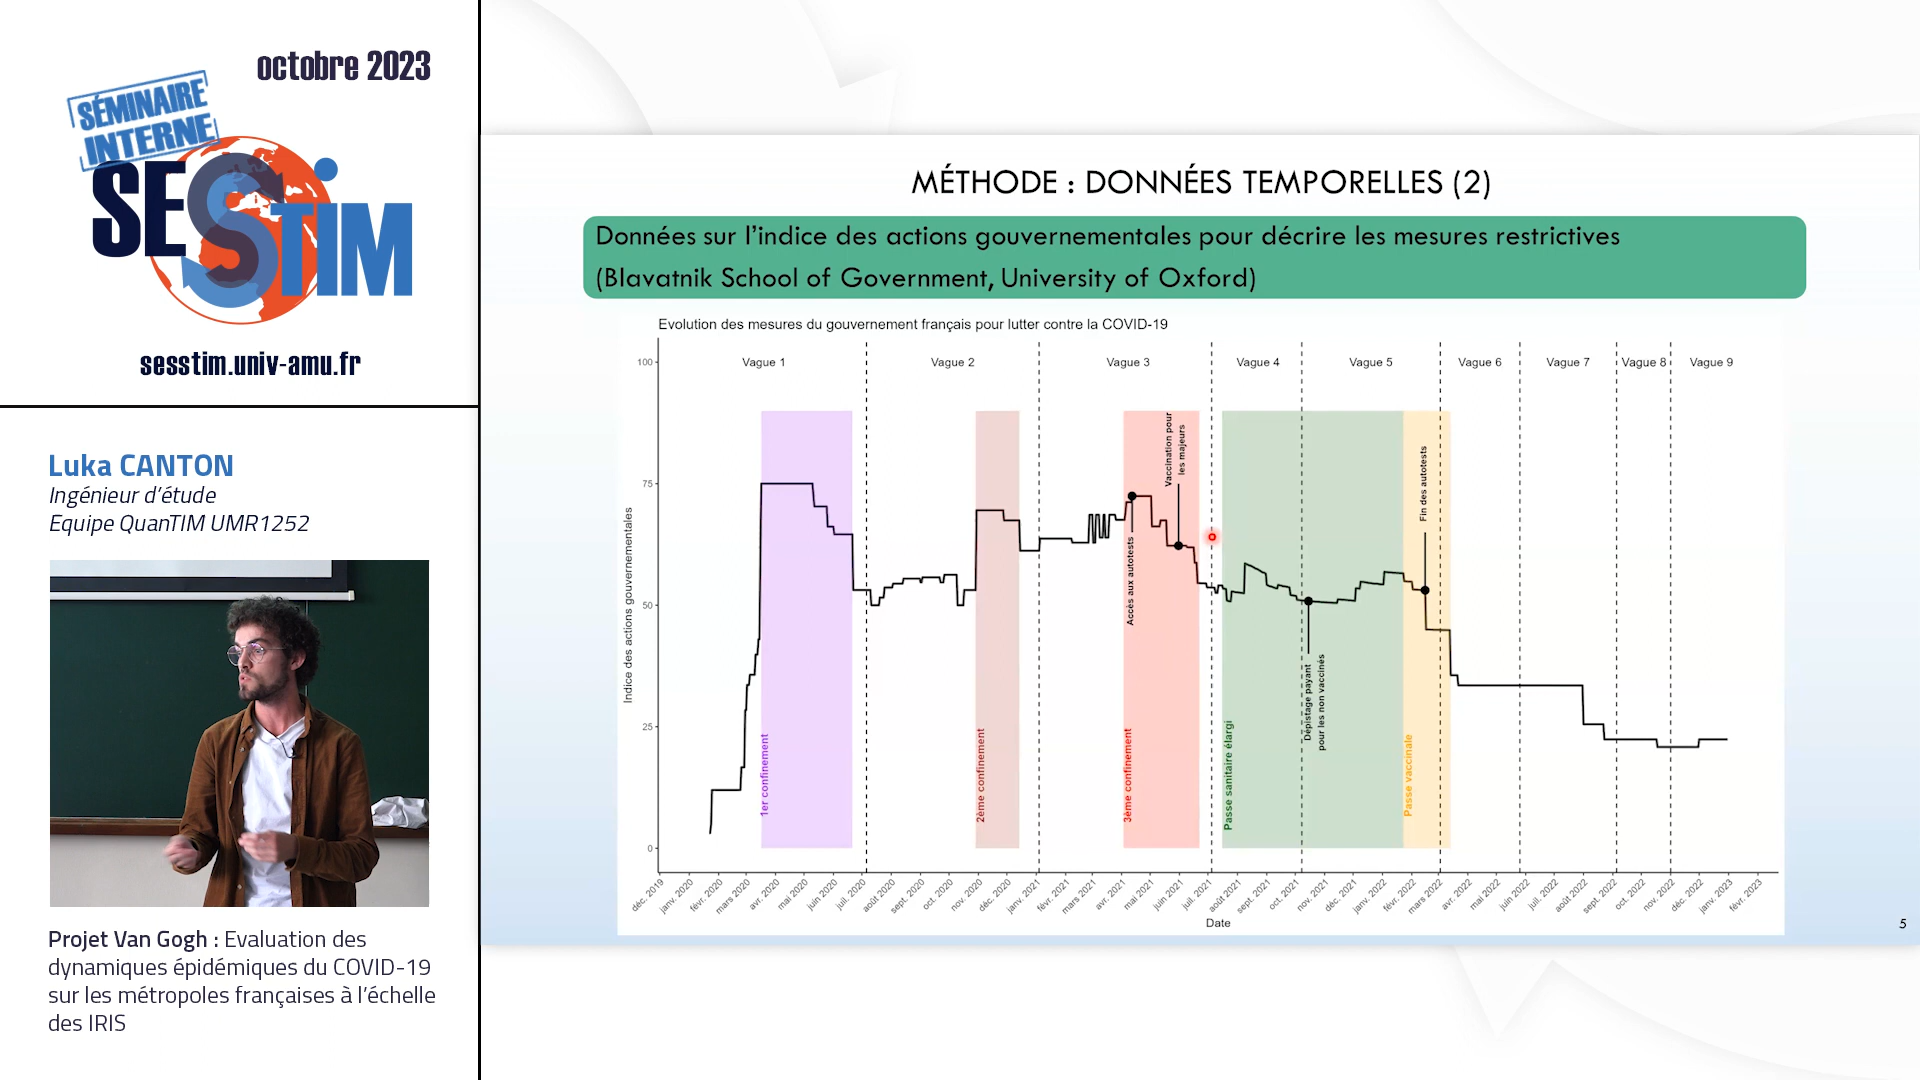 octobre 2023
SÉMINAIRE
INTERNE
SESSTIM
sesstim.univ-amu.fr
Luka CANTON
Ingénieur d'étude
Equipe QuanTIM UMR1252
Projet Van Gogh : Evaluation des
dynamiques épidémiques du COVID-19
sur les métropoles françaises à l'échelle
des IRIS
MÉTHODE : DONNÉES TEMPORELLES (2)
Données sur l'indice des actions gouvernementales pour décrire les mesures restrictives
(Blavatnik School of Government, University of Oxford)
Evolution des mesures du gouvernement français pour lutter contre la COVID-19
Vague 1 Vague 2 Vague 3 Vague 4 Vague 5 Vague 6 Vague 7 Vague 8 Vague 9
100
75
50
25
0
Indice des actions gouvernementales
1er confinement
2ème confinement
3ème confinement
Accès aux autotests
Vaccination pour
les majeurs
Passe sanitaire élargi
Dépistage payant
pour les non vaccinés
Passe vaccinale
Fin des autotests
déc. 2019 janv. 2020 févr. 2020 mars 2020 avr. 2020 mai 2020 juin 2020 juil. 2020 août 2020 sept. 2020 oct. 2020 nov. 2020 déc. 2020 janv. 2021 févr. 2021 mars 2021 avr. 2021 mai 2021 juin 2021 juil. 2021 août 2021 sept. 2021 oct. 2021 nov. 2021 déc. 2021 janv. 2022 févr. 2022 mars 2022 avr. 2022 mai 2022 juin 2022 juil. 2022 août 2022 sept. 2022 oct. 2022 nov. 2022 déc. 2022 janv. 2023 févr. 2023
Date
5